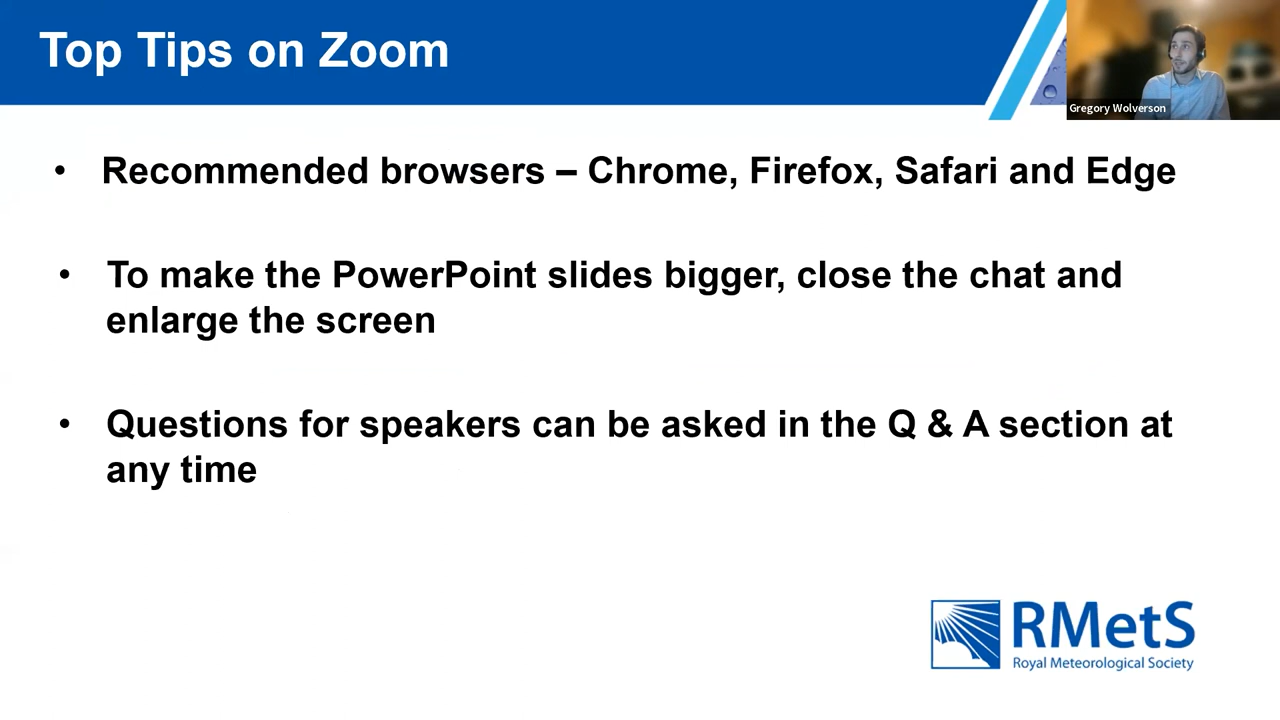 Top Tips on Zoom
Gregory Wolverson
• Recommended browsers – Chrome, Firefox, Safari and Edge
• To make the PowerPoint slides bigger, close the chat and
enlarge the screen
• Questions for speakers can be asked in the Q & A section at
any time
RMetS
Royal Meteorological Society